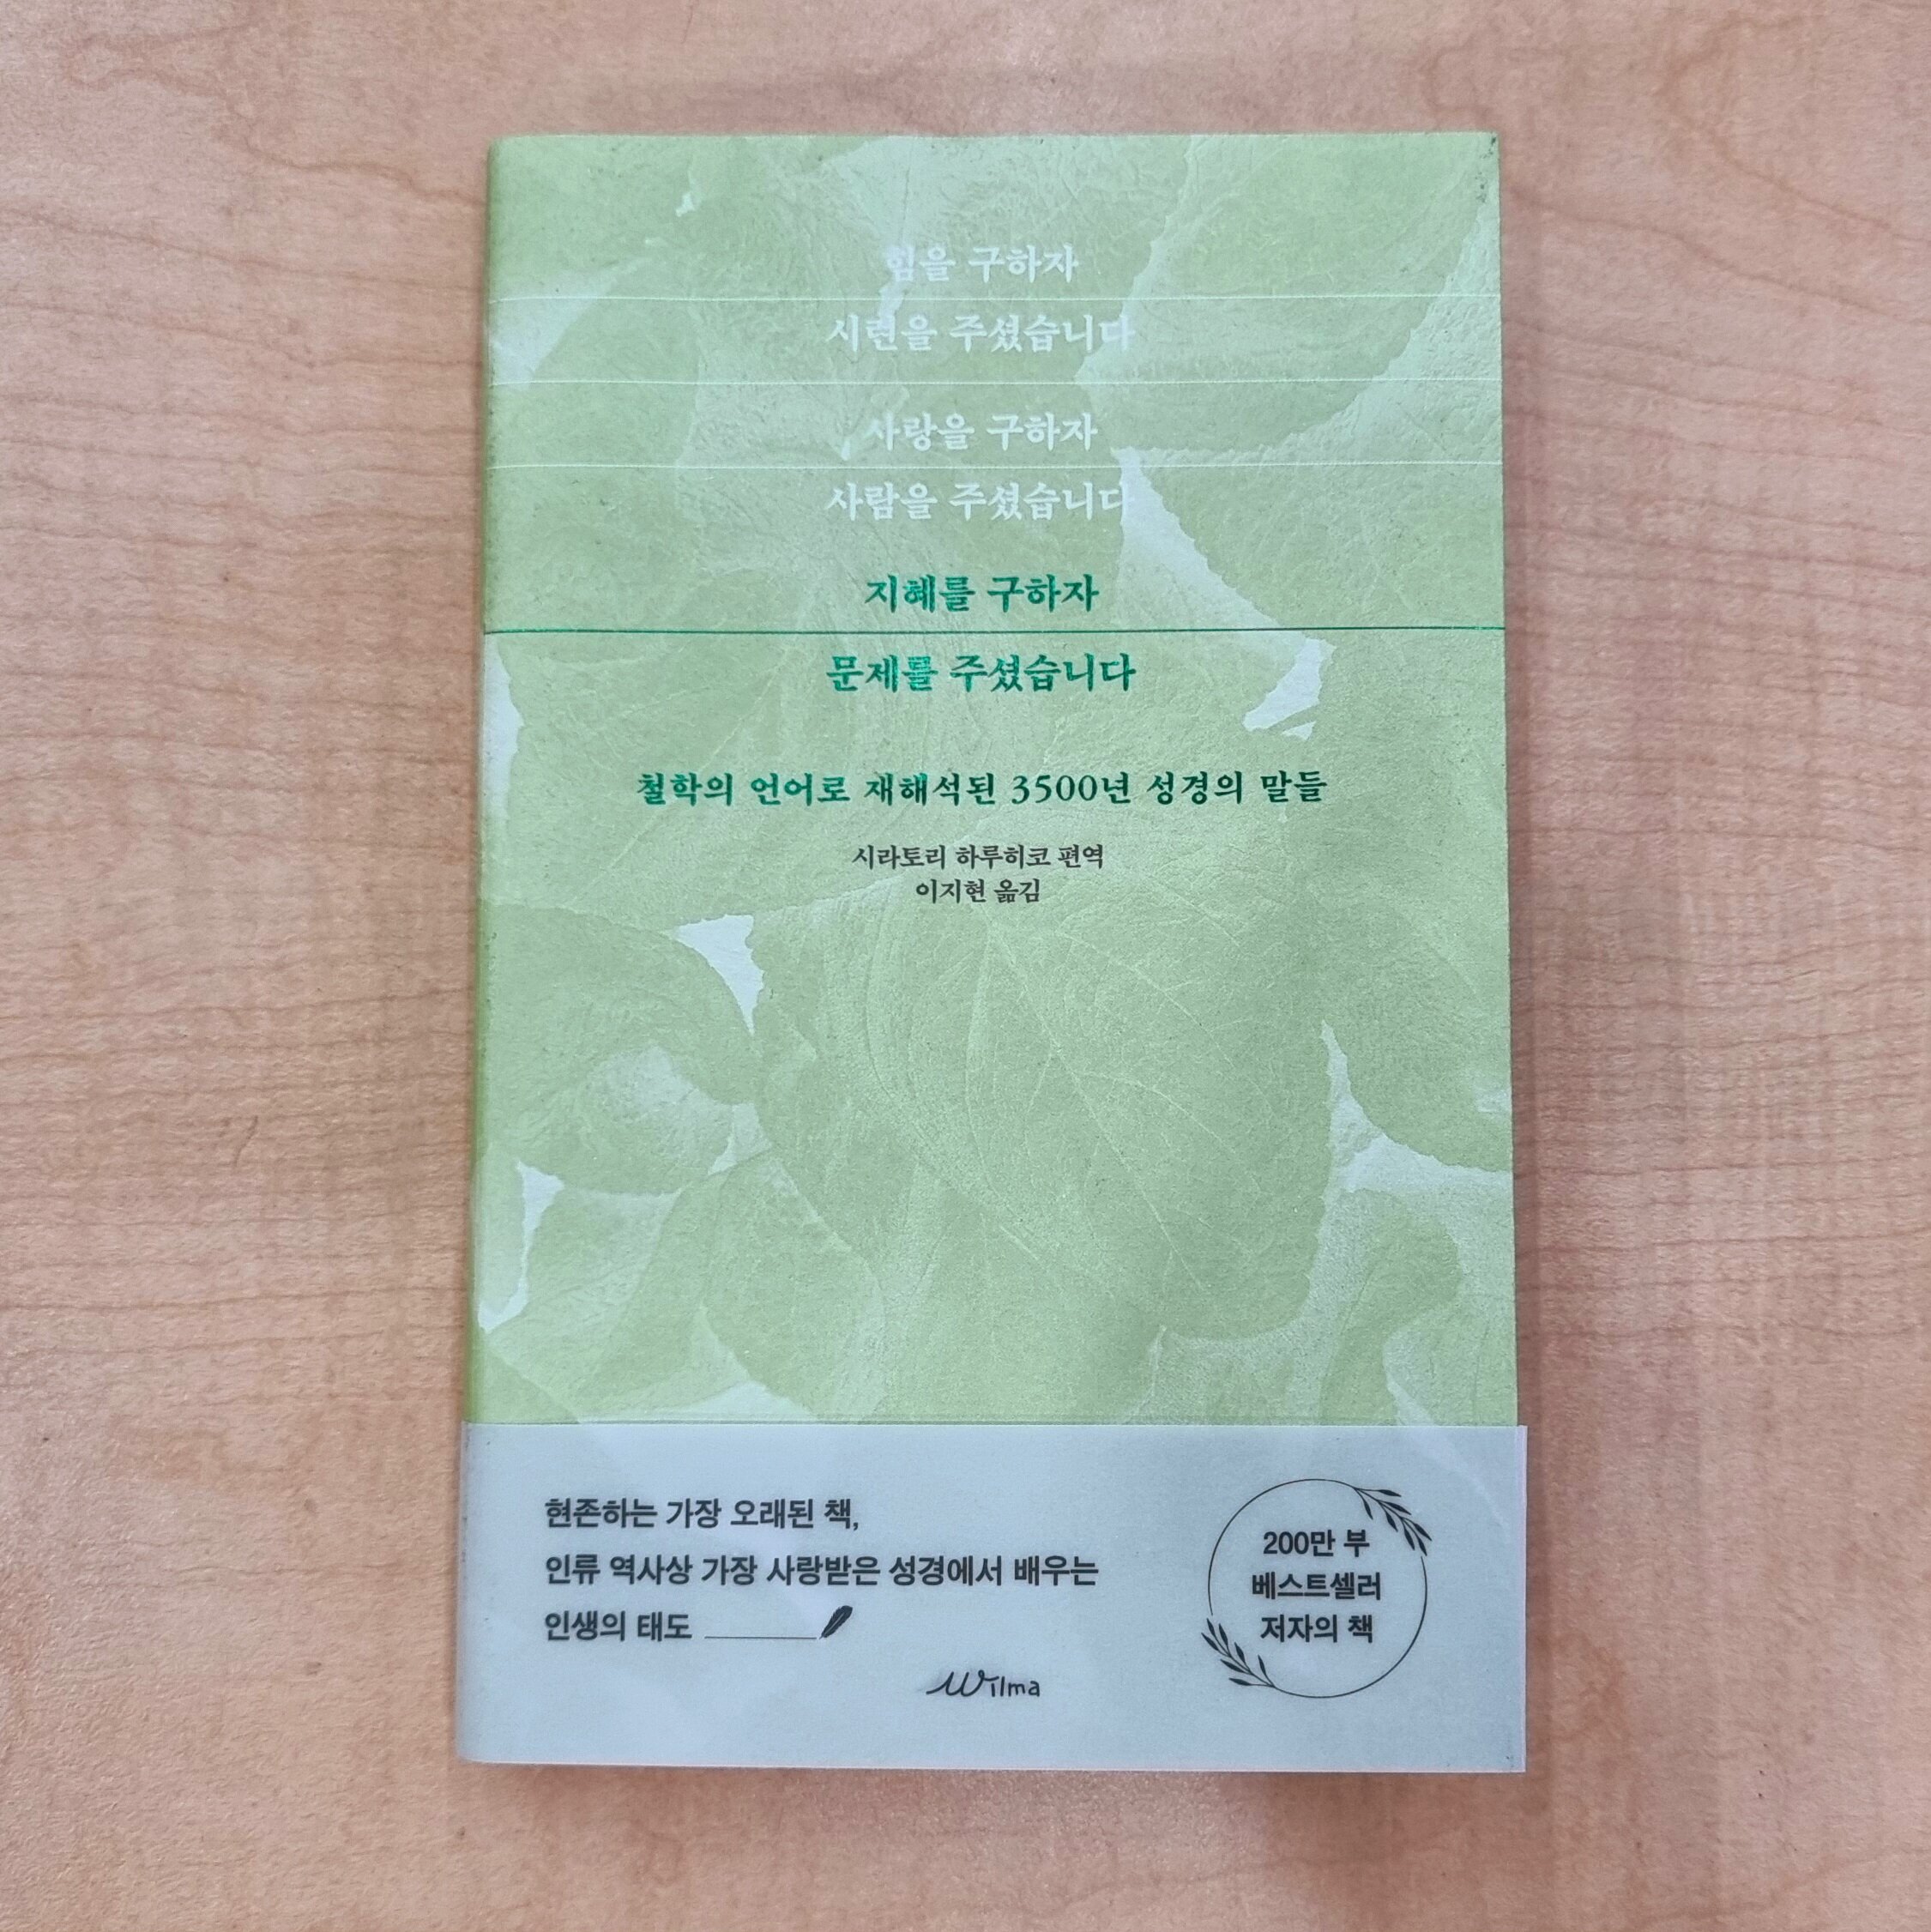 힘을 구하자
시련을 주셨습니다
사랑을 구하자
사람을 주셨습니다
지혜를 구하자
문제를 주셨습니다
철학의 언어로 재해석된 3500년 성경의 말들
시라토리 하루히코 편역
이지현 옮김
현존하는 가장 오래된 책,
인류 역사상 가장 사랑받은 성경에서 배우는
인생의 태도
200만 부
베스트셀러
저자의 책
Wilma